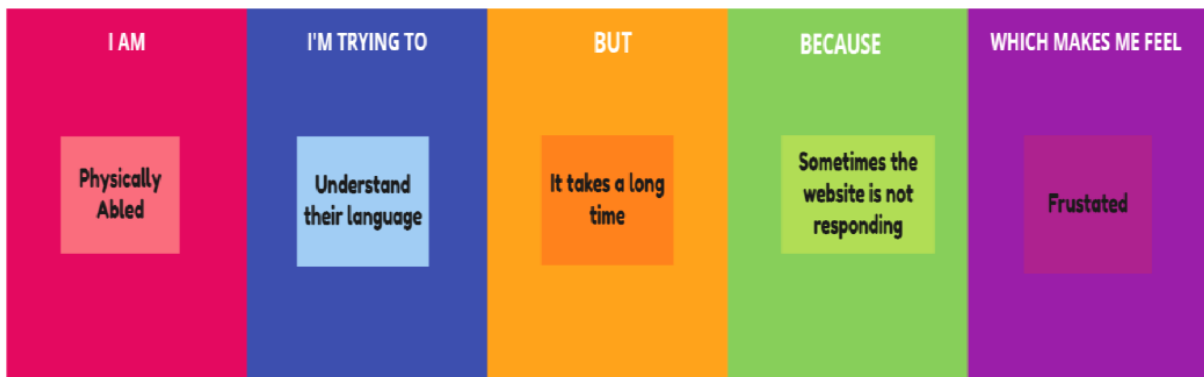 I AM
Physically
Abled
I'M TRYING TO
Understand
their language
BUT
It takes a long
time
BECAUSE
Sometimes the
website is not
responding
WHICH MAKES ME FEEL
Frustated